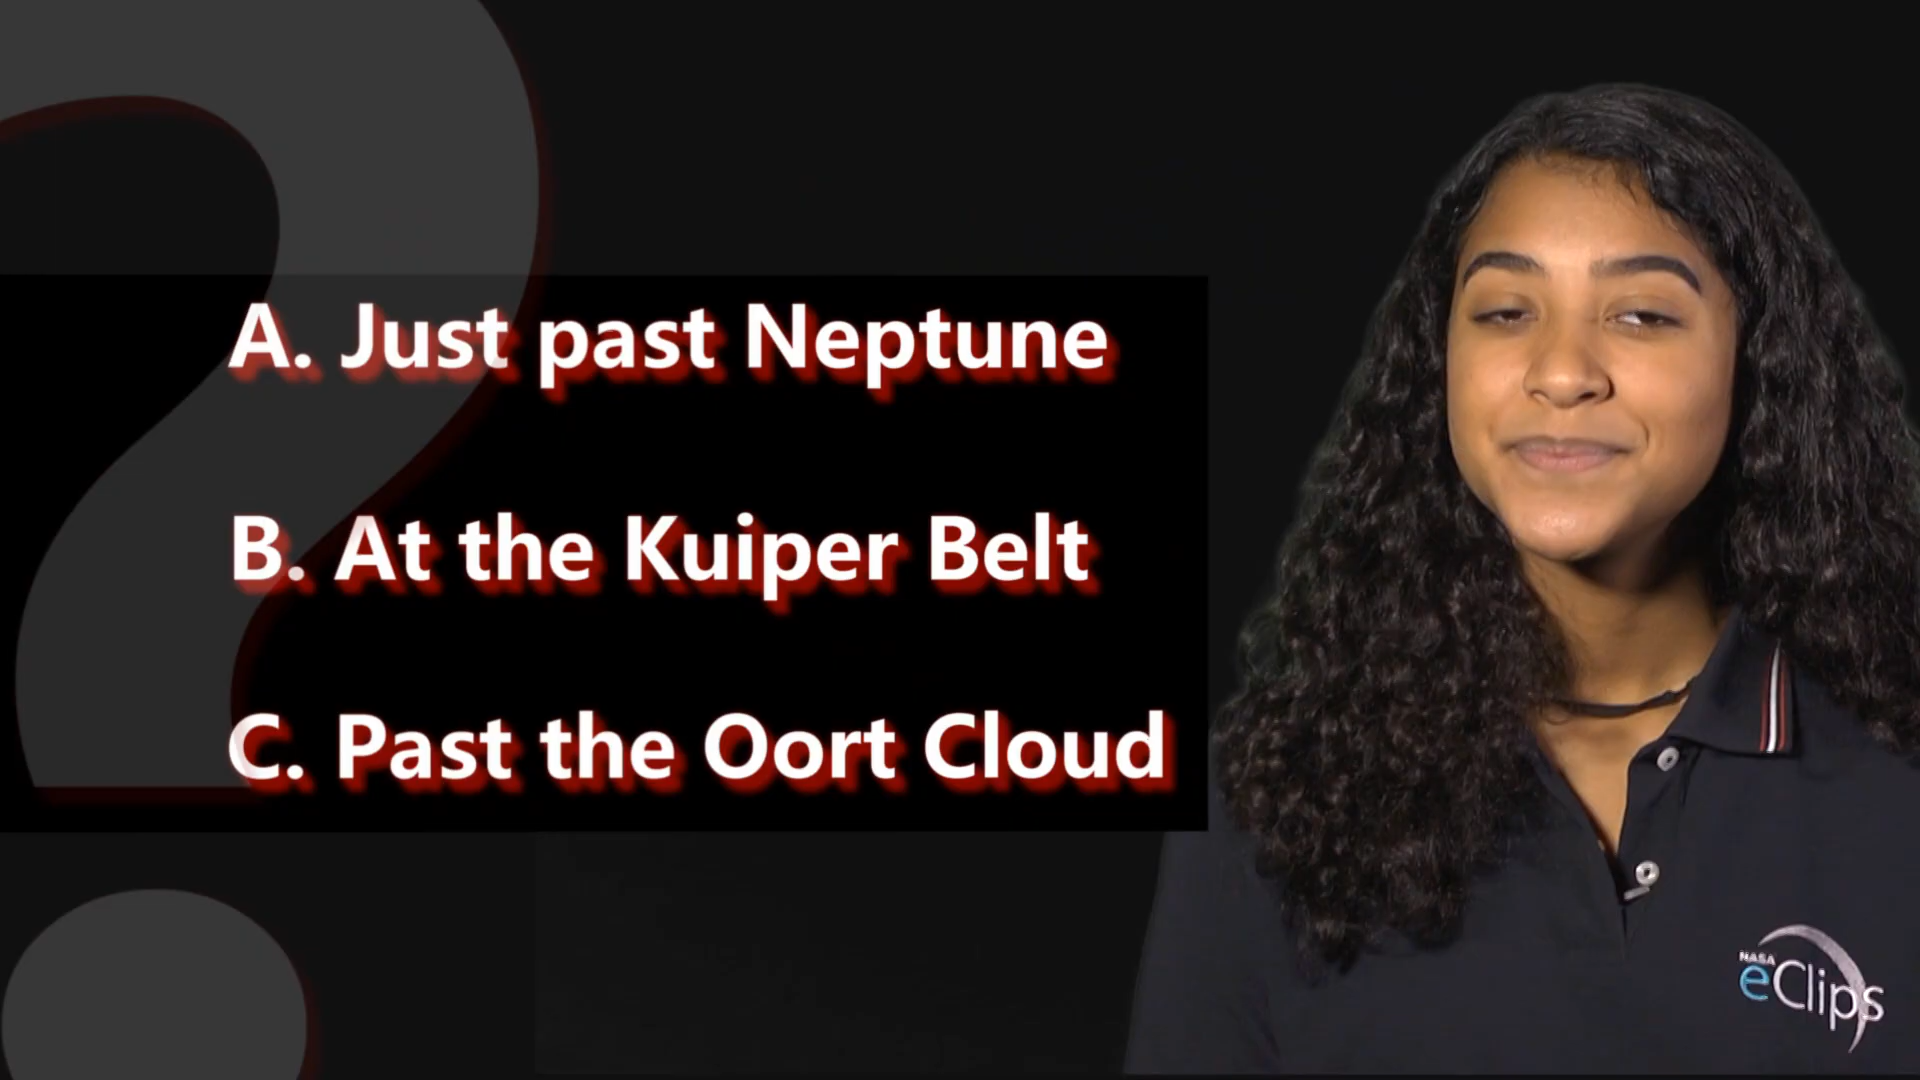 A. Just past Neptune
B. At the Kuiper Belt
C. Past the Oort Cloud
NASA
eClips